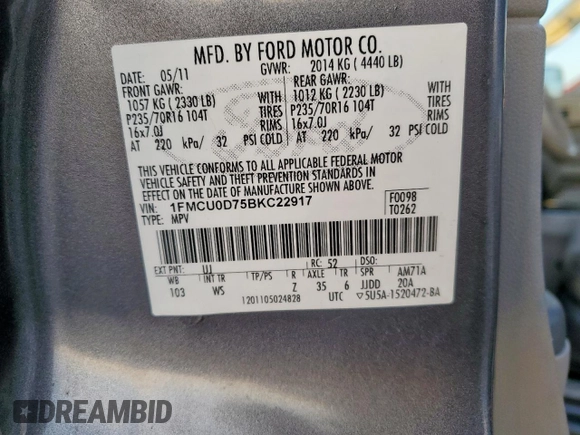 MFD. BY FORD MOTOR CO.
DATE: 05/11 GVWR: 2014 KG ( 4440 LB)
FRONT GAWR: REAR GAWR:
1057 KG ( 2330 LB) WITH 1012 KG ( 2230 LB) WITH
P235/70R16 104T TIRES P235/70R16 104T TIRES
16x7.0J RIMS 16x7.0J RIMS
AT 220 kPa/ 32 PSI COLD AT 220 kPa/ 32 PSI COLD
THIS VEHICLE CONFORMS TO ALL APPLICABLE FEDERAL MOTOR
VEHICLE SAFETY AND THEFT PREVENTION STANDARDS IN EFFECT
ON THE DATE OF MANUFACTURE SHOWN ABOVE.
VIN: 1FMCU0D75BKC22917 F0098
TYPE: MPV T0262
EXT PNT: UJ RC: 52 DSO:
WB INT TR TP/PS R AXLE TR SPR AM71A
103 WS Z 35 6 JJDD 20A
1201105024828 UTC ▽5U5A-1520472-BA
DREAMBID